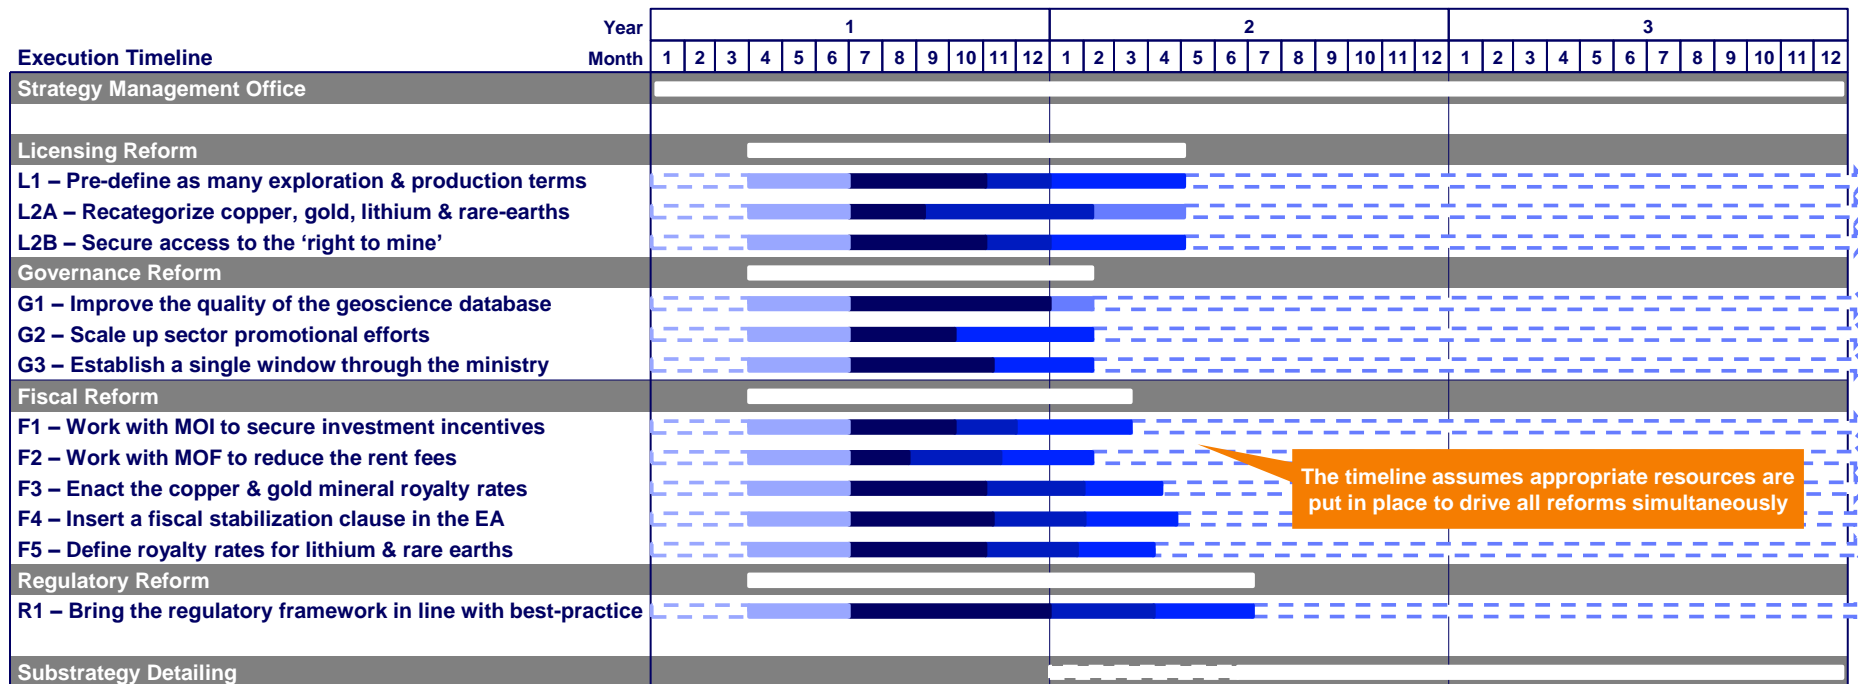 Year 1 2 3
Execution Timeline Month 1 2 3 4 5 6 7 8 9 10 11 12 1 2 3 4 5 6 7 8 9 10 11 12 1 2 3 4 5 6 7 8 9 10 11 12
Strategy Management Office
Licensing Reform
L1 – Pre-define as many exploration & production terms
L2A – Recategorize copper, gold, lithium & rare-earths
L2B – Secure access to the ‘right to mine’
Governance Reform
G1 – Improve the quality of the geoscience database
G2 – Scale up sector promotional efforts
G3 – Establish a single window through the ministry
Fiscal Reform
F1 – Work with MOI to secure investment incentives
F2 – Work with MOF to reduce the rent fees
F3 – Enact the copper & gold mineral royalty rates
F4 – Insert a fiscal stabilization clause in the EA
F5 – Define royalty rates for lithium & rare earths
The timeline assumes appropriate resources are
put in place to drive all reforms simultaneously
Regulatory Reform
R1 – Bring the regulatory framework in line with best-practice
Substrategy Detailing